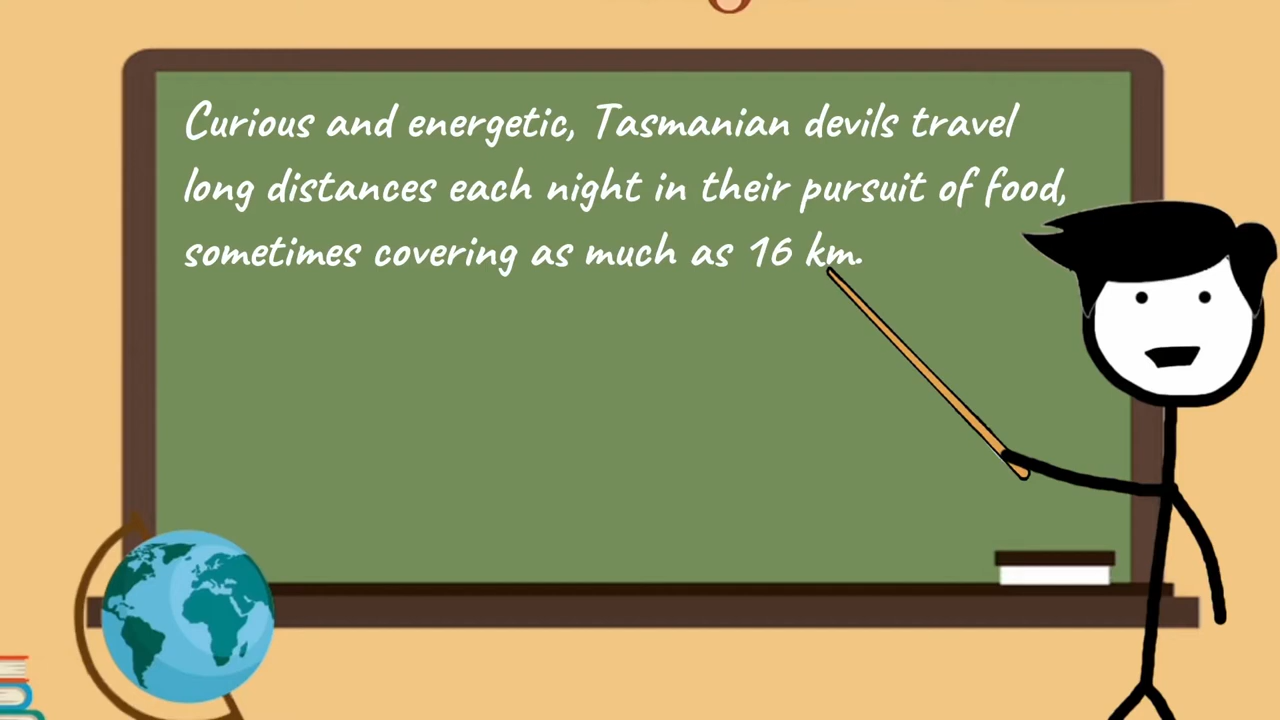 Curious and energetic, Tasmanian devils travel
long distances each night in their pursuit of food,
sometimes covering as much as 16 km.